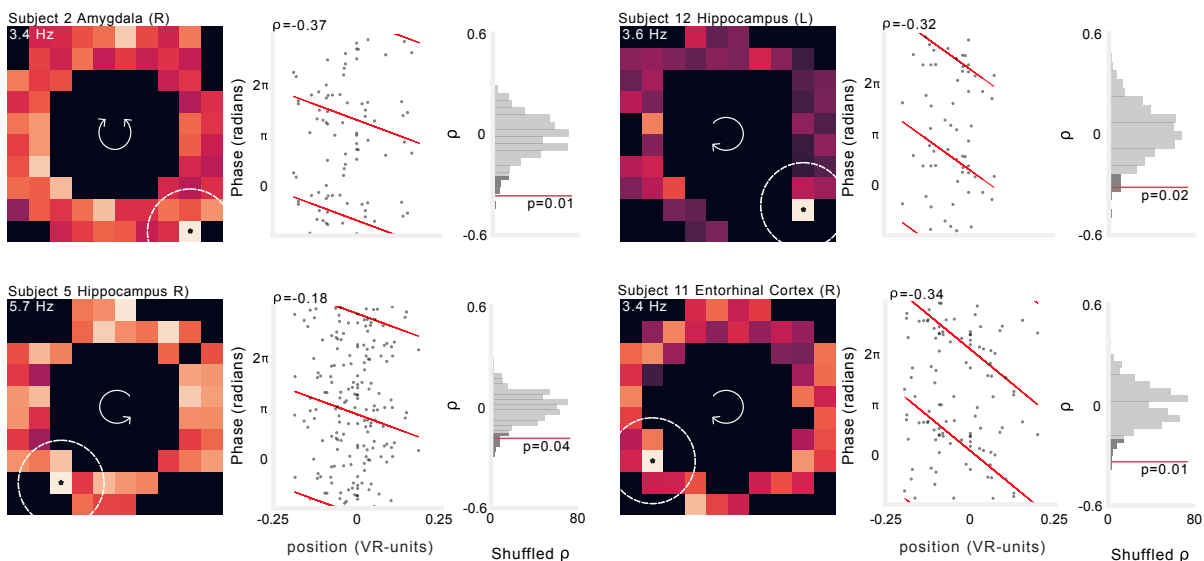 Subject 2 Amygdala (R)
3.4 Hz
ρ=-0.37
Phase (radians)
2π
π
0
0.6
ρ
0
p=0.01
-0.6
Subject 12 Hippocampus (L)
3.6 Hz
ρ=-0.32
Phase (radians)
2π
π
0
0.6
ρ
0
p=0.02
-0.6
Subject 5 Hippocampus R)
5.7 Hz
ρ=-0.18
Phase (radians)
2π
π
0
-0.25
0
0.25
position (VR-units)
0.6
ρ
0
p=0.04
-0.6
0
80
Shuffled ρ
Subject 11 Entorhinal Cortex (R)
3.4 Hz
ρ=-0.34
Phase (radians)
2π
π
0
-0.25
0
0.25
position (VR-units)
0.6
ρ
0
p=0.01
-0.6
0
80
Shuffled ρ